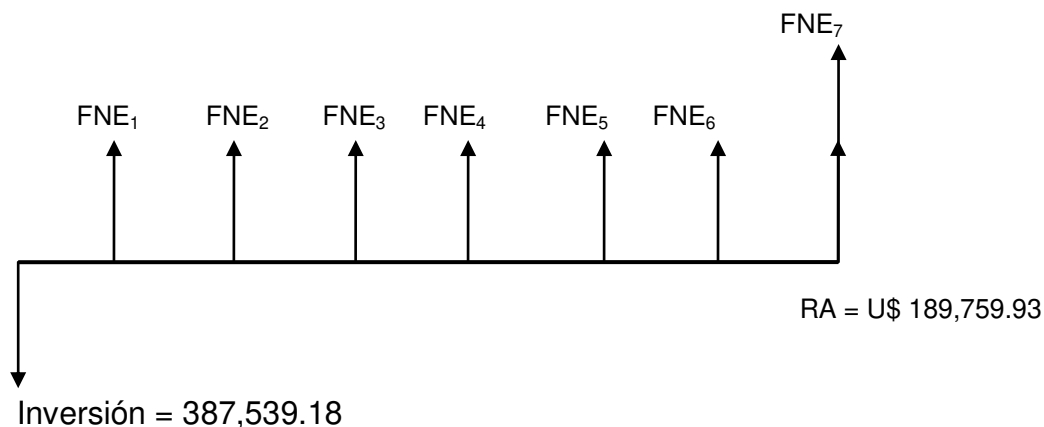 FNE₇
FNE₁ FNE₂ FNE₃ FNE₄ FNE₅ FNE₆
RA = U$ 189,759.93
Inversión = 387,539.18